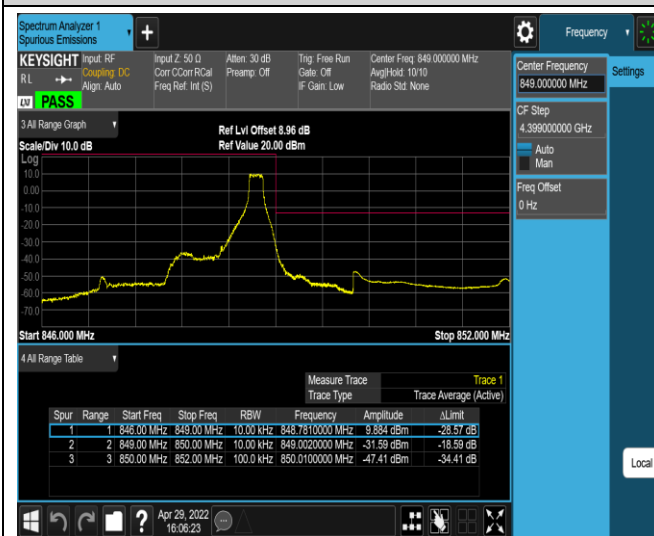 Spectrum Analyzer 1
Spurious Emissions
Frequency
KEYSIGHT Input: RF Input Z: 50 Ω Atten: 30 dB Trig: Free Run Center Freq: 849.000000 MHz
RL Coupling: DC Corr CCorr RCal Preamp: Off Gate: Off Avg|Hold: 10/10
Align: Auto Freq Ref: Int (S) IF Gain: Low Radio Std: None
LXI PASS
Center Frequency
849.000000 MHz
Settings
CF Step
4.399000000 GHz
Auto
Man
Freq Offset
0 Hz
3 All Range Graph
Ref Lvl Offset 8.96 dB
Scale/Div 10.0 dB Ref Value 20.00 dBm
Log
10.0
0.00
-10.0
-20.0
-30.0
-40.0
-50.0
-60.0
-70.0
Start 846.000 MHz Stop 852.000 MHz
4 All Range Table
Measure Trace Trace 1
Trace Type Trace Average (Active)
Spur Range Start Freq Stop Freq RBW Frequency Amplitude ΔLimit
1 1 846.00 MHz 849.00 MHz 10.00 kHz 848.7810000 MHz 9.884 dBm -28.57 dB
2 2 849.00 MHz 850.00 MHz 10.00 kHz 849.0020000 MHz -31.59 dBm -18.59 dB
3 3 850.00 MHz 852.00 MHz 100.0 kHz 850.0100000 MHz -47.41 dBm -34.41 dB
Local
Apr 29, 2022
16:06:23